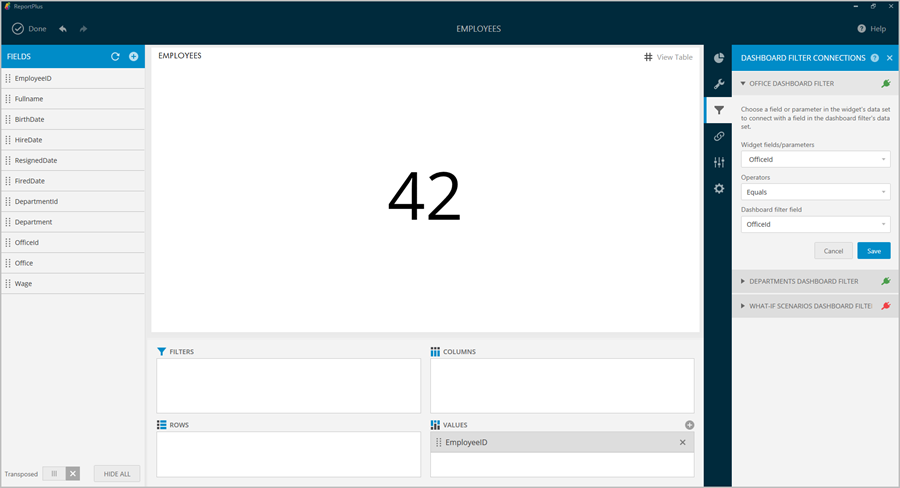 ReportPlus
Done
EMPLOYEES
Help
FIELDS
EmployeeID
Fullname
BirthDate
HireDate
ResignedDate
FiredDate
DepartmentId
Department
OfficeId
Office
Wage
Transposed
HIDE ALL
EMPLOYEES
View Table
42
FILTERS
COLUMNS
ROWS
VALUES
EmployeeID
DASHBOARD FILTER CONNECTIONS
OFFICE DASHBOARD FILTER
Choose a field or parameter in the widget's data set
to connect with a field in the dashboard filter's data
set.
Widget fields/parameters
OfficeId
Operators
Equals
Dashboard filter field
OfficeId
Cancel
Save
DEPARTMENTS DASHBOARD FILTER
WHAT-IF SCENARIOS DASHBOARD FILTE